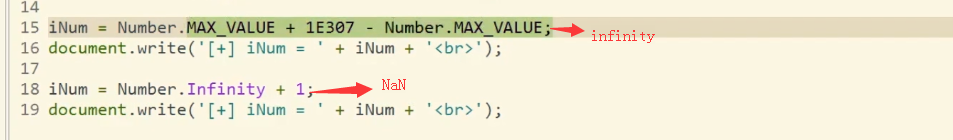 14
15 iNum = Number.MAX_VALUE + 1E307 - Number.MAX_VALUE; infinity
16 document.write('[+] iNum = ' + iNum + '<br>');
17
18 iNum = Number.Infinity + 1; NaN
19 document.write('[+] iNum = ' + iNum + '<br>');